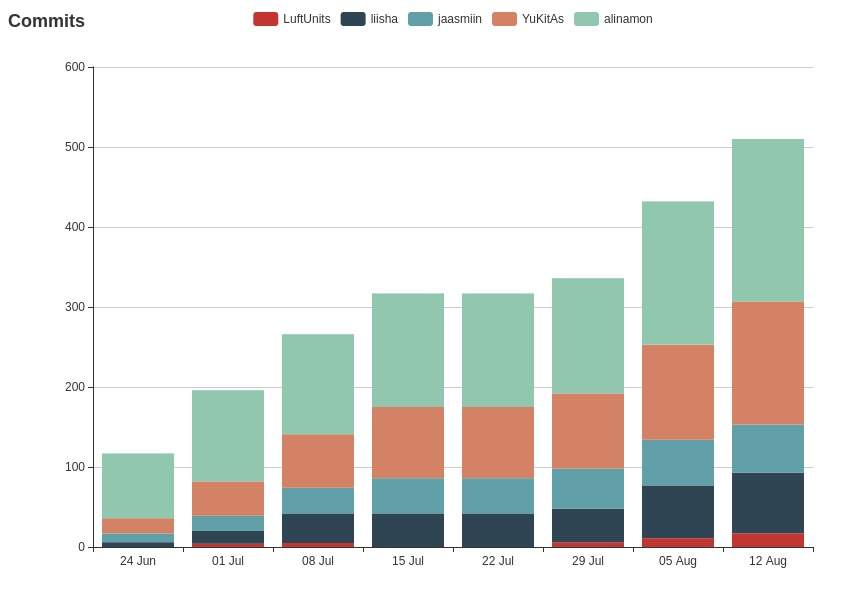 Commits
LuftUnits liisha jaasmiin YuKitAs alinamon
600
500
400
300
200
100
0
24 Jun 01 Jul 08 Jul 15 Jul 22 Jul 29 Jul 05 Aug 12 Aug